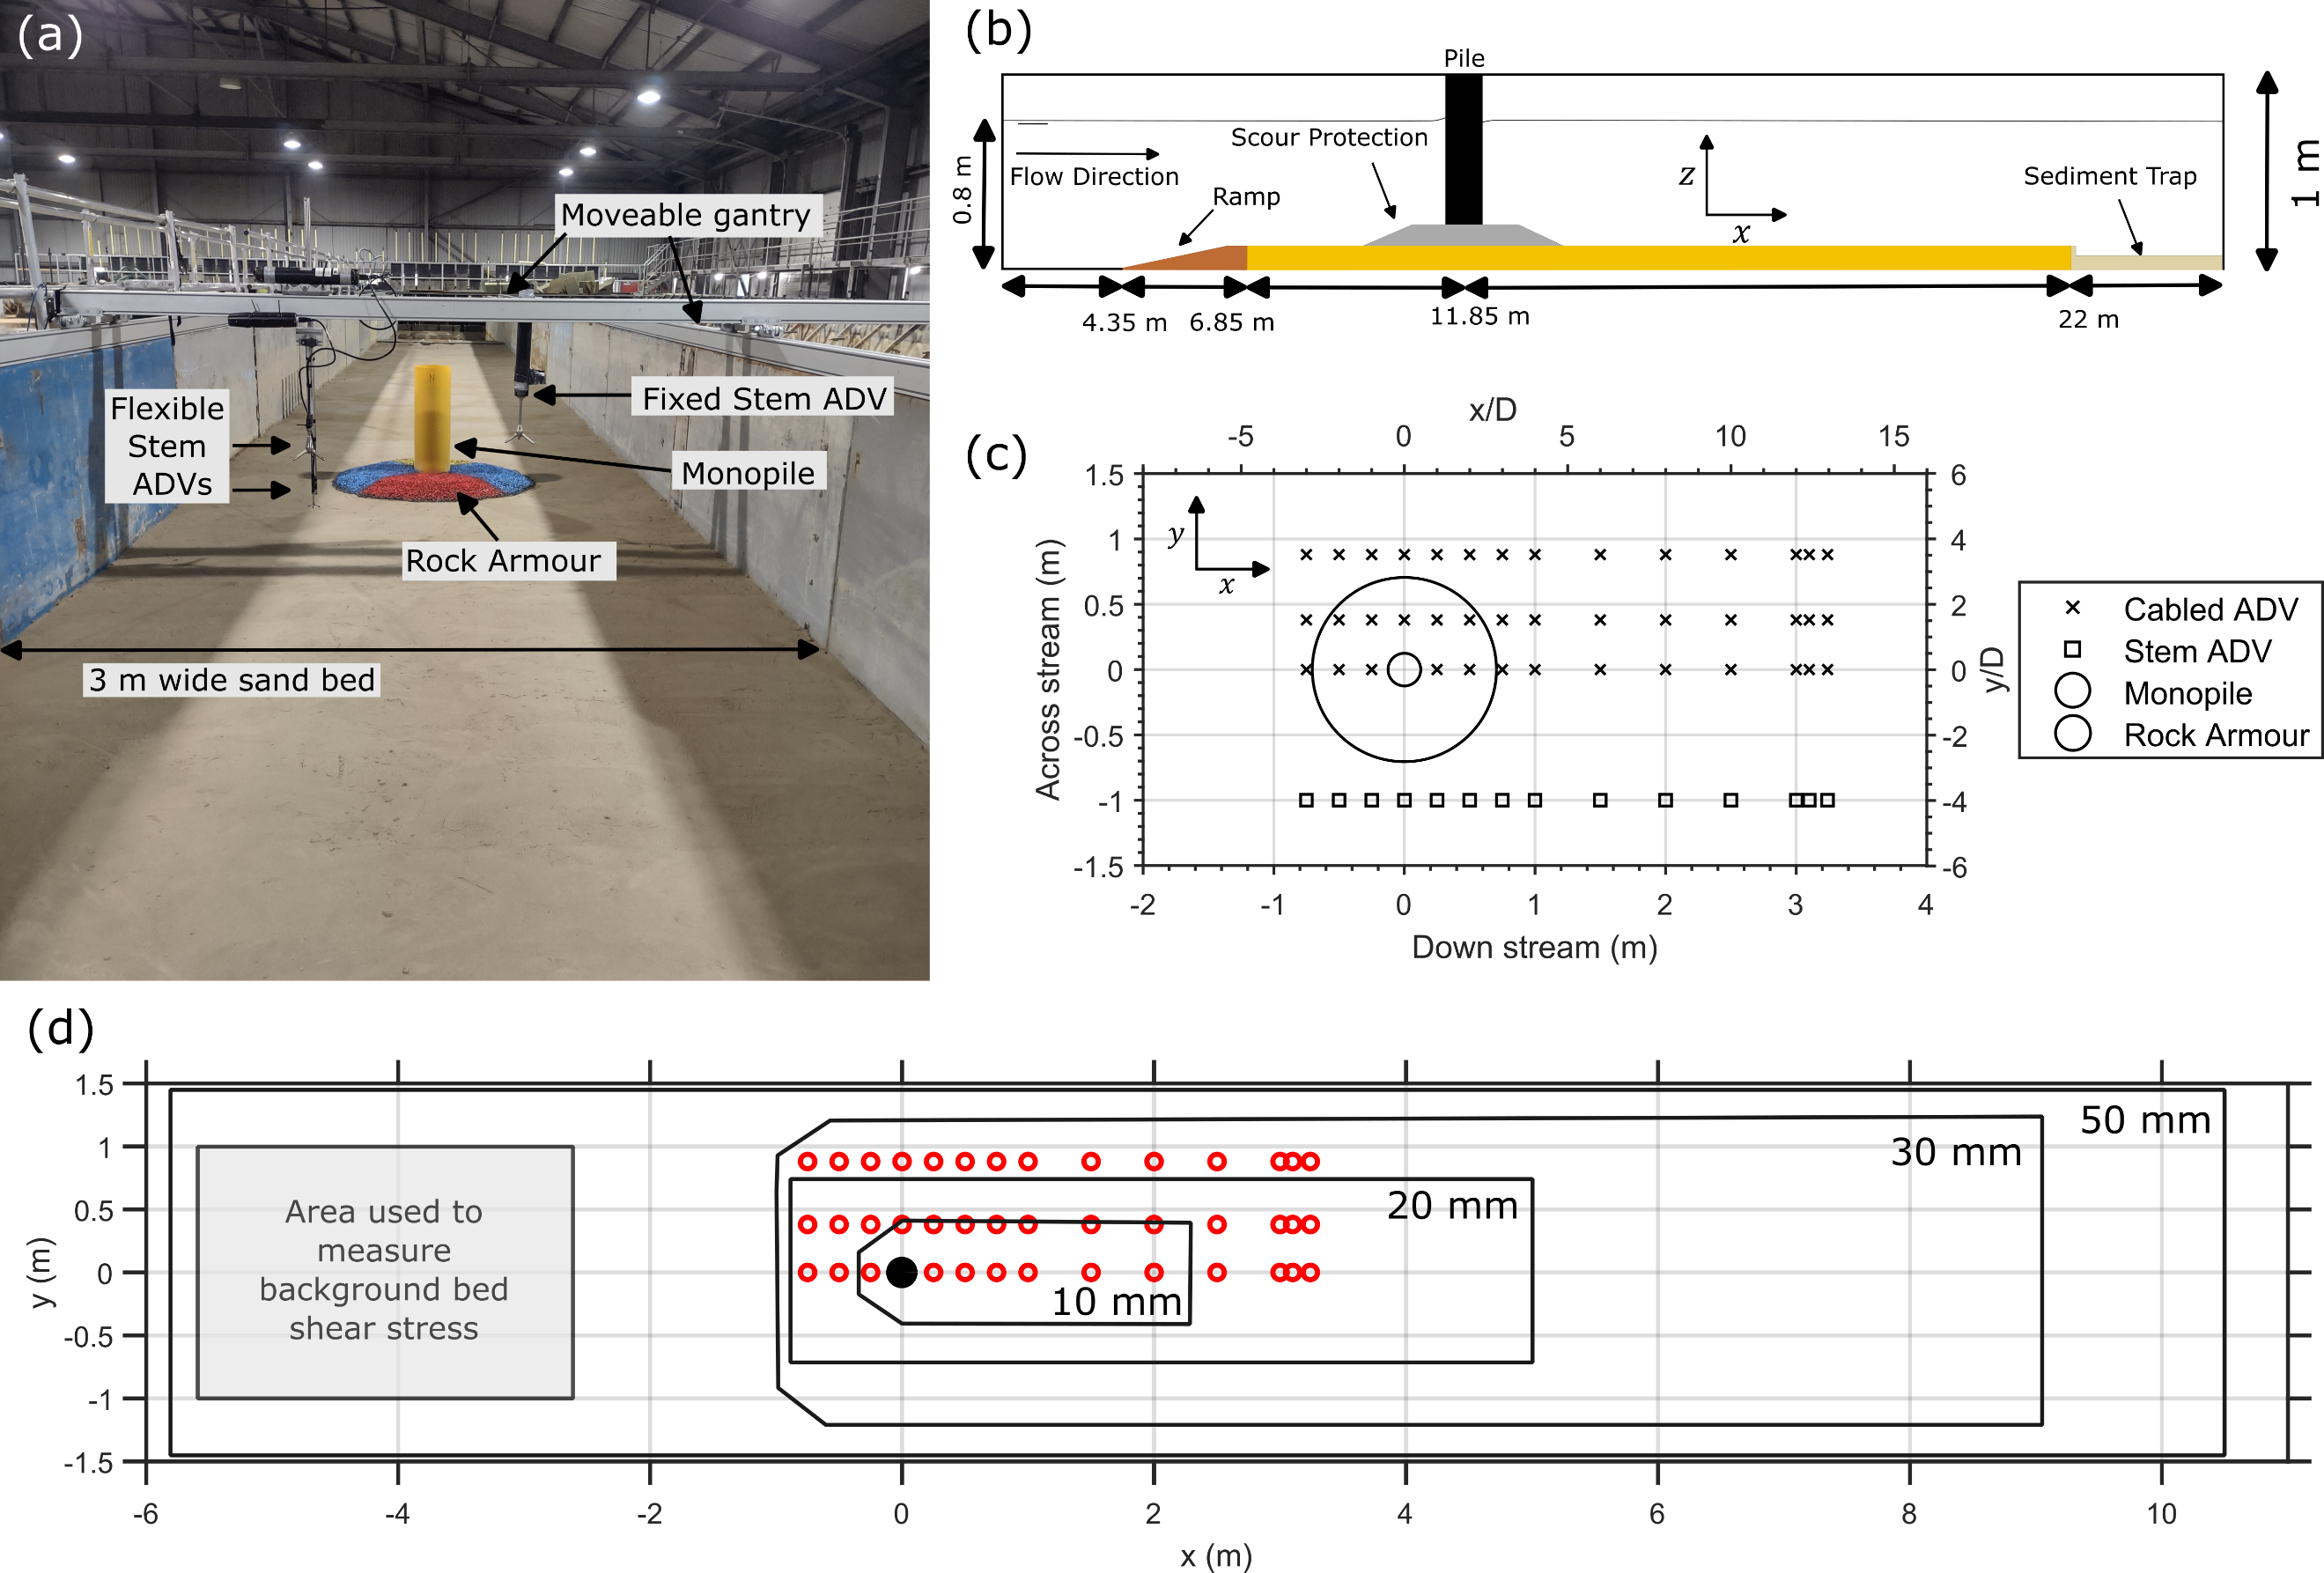 (a)
Moveable gantry
Flexible
Stem
ADVs
Fixed Stem ADV
Monopile
Rock Armour
3 m wide sand bed
(b)
Pile
Scour Protection
Flow Direction
Ramp
z
x
Sediment Trap
0.8 m
1 m
4.35 m 6.85 m 11.85 m 22 m
(c)
x/D
-5 0 5 10 15
1.5
1
0.5
0
-0.5
-1
-1.5
Across stream (m)
y
x
6
4
2
0
-2
-4
-6
y/D
-2 -1 0 1 2 3 4
Down stream (m)
Cabled ADV
Stem ADV
Monopile
Rock Armour
(d)
1.5
1
0.5
0
-0.5
-1
-1.5
y (m)
Area used to
measure
background bed
shear stress
50 mm
30 mm
20 mm
10 mm
-6 -4 -2 0 2 4 6 8 10
x (m)